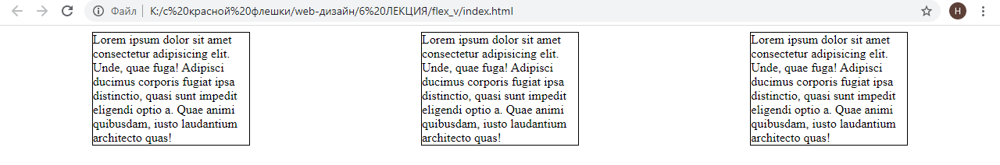 Файл K:/с%20красной%20флешки/web-дизайн/6%20ЛЕКЦИЯ/flex_v/index.html Н
Lorem ipsum dolor sit amet
consectetur adipisicing elit.
Unde, quae fuga! Adipisci
ducimus corporis fugiat ipsa
distinctio, quasi sunt impedit
eligendi optio a. Quae animi
quibusdam, iusto laudantium
architecto quas!
Lorem ipsum dolor sit amet
consectetur adipisicing elit.
Unde, quae fuga! Adipisci
ducimus corporis fugiat ipsa
distinctio, quasi sunt impedit
eligendi optio a. Quae animi
quibusdam, iusto laudantium
architecto quas!
Lorem ipsum dolor sit amet
consectetur adipisicing elit.
Unde, quae fuga! Adipisci
ducimus corporis fugiat ipsa
distinctio, quasi sunt impedit
eligendi optio a. Quae animi
quibusdam, iusto laudantium
architecto quas!